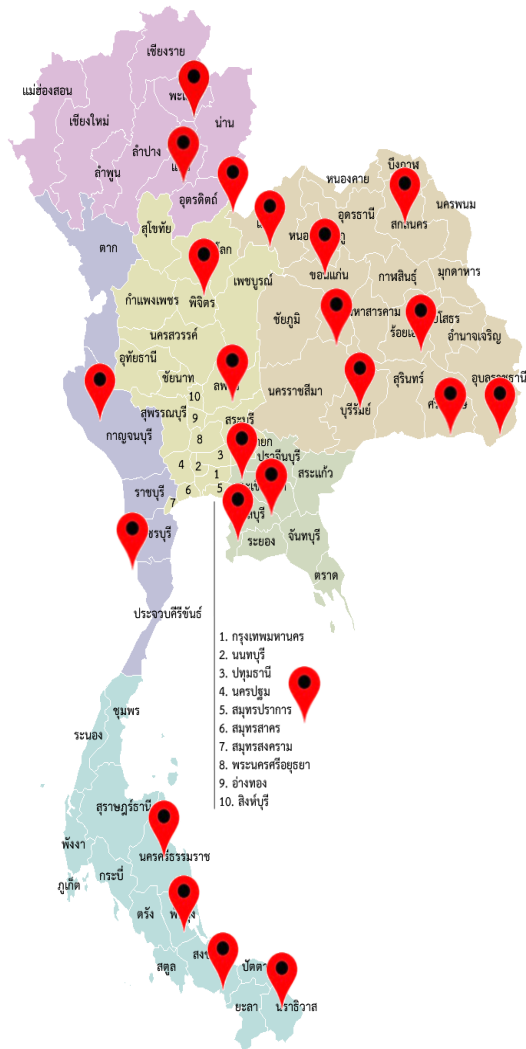 เชียงราย
แม่ฮ่องสอน
เชียงใหม่
น่าน
ลำปาง
ลำพูน
อุตรดิตถ์
สุโขทัย
ตาก
เพชรบูรณ์
กำแพงเพชร
พิจิตร
นครสวรรค์
อุทัยธานี
ชัยนาท
10
สุพรรณบุรี
9
สระบุรี
8
3
ปราจีนบุรี
4
2
1
สระแก้ว
6
5
7
กาญจนบุรี
ราชบุรี
ระยอง
จันทบุรี
ตราด
ประจวบคีรีขันธ์
บึงกาฬ
หนองคาย
อุดรธานี
นครพนม
สกลนคร
ขอนแก่น
กาฬสินธุ์
มุกดาหาร
ชัยภูมิ
อำนาจเจริญ
นครราชสีมา
บุรีรัมย์
สุรินทร์
1. กรุงเทพมหานคร
2. นนทบุรี
3. ปทุมธานี
4. นครปฐม
5. สมุทรปราการ
6. สมุทรสาคร
7. สมุทรสงคราม
8. พระนครศรีอยุธยา
9. อ่างทอง
10. สิงห์บุรี
ชุมพร
ระนอง
สุราษฎร์ธานี
พังงา
นครศรีธรรมราช
กระบี่
ภูเก็ต
ตรัง
สตูล
ยะลา
นราธิวาส